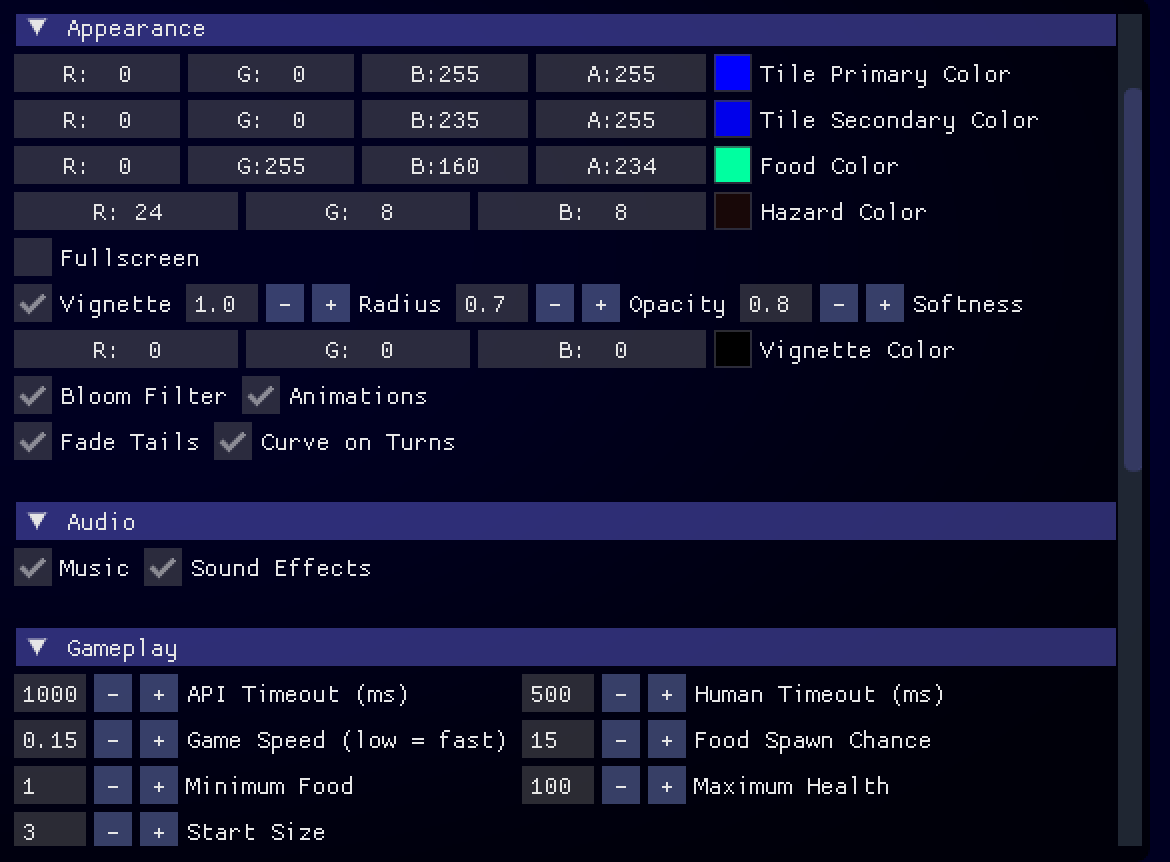 Appearance
R: 0 G: 0 B:255 A:255 Tile Primary Color
R: 0 G: 0 B:235 A:255 Tile Secondary Color
R: 0 G:255 B:160 A:234 Food Color
R: 24 G: 8 B: 8 Hazard Color
Fullscreen
Vignette 1.0 - + Radius 0.7 - + Opacity 0.8 - + Softness
R: 0 G: 0 B: 0 Vignette Color
Bloom Filter Animations
Fade Tails Curve on Turns
Audio
Music Sound Effects
Gameplay
1000 - + API Timeout (ms) 500 - + Human Timeout (ms)
0.15 - + Game Speed (low = fast) 15 - + Food Spawn Chance
1 - + Minimum Food 100 - + Maximum Health
3 - + Start Size